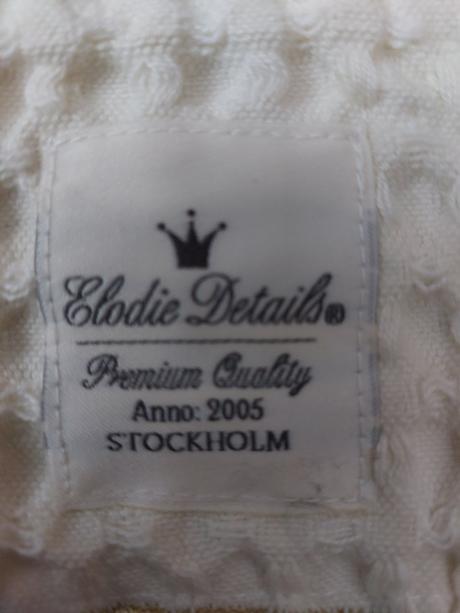 Elodie Details®
Premium Quality
Anno: 2005
STOCKHOLM